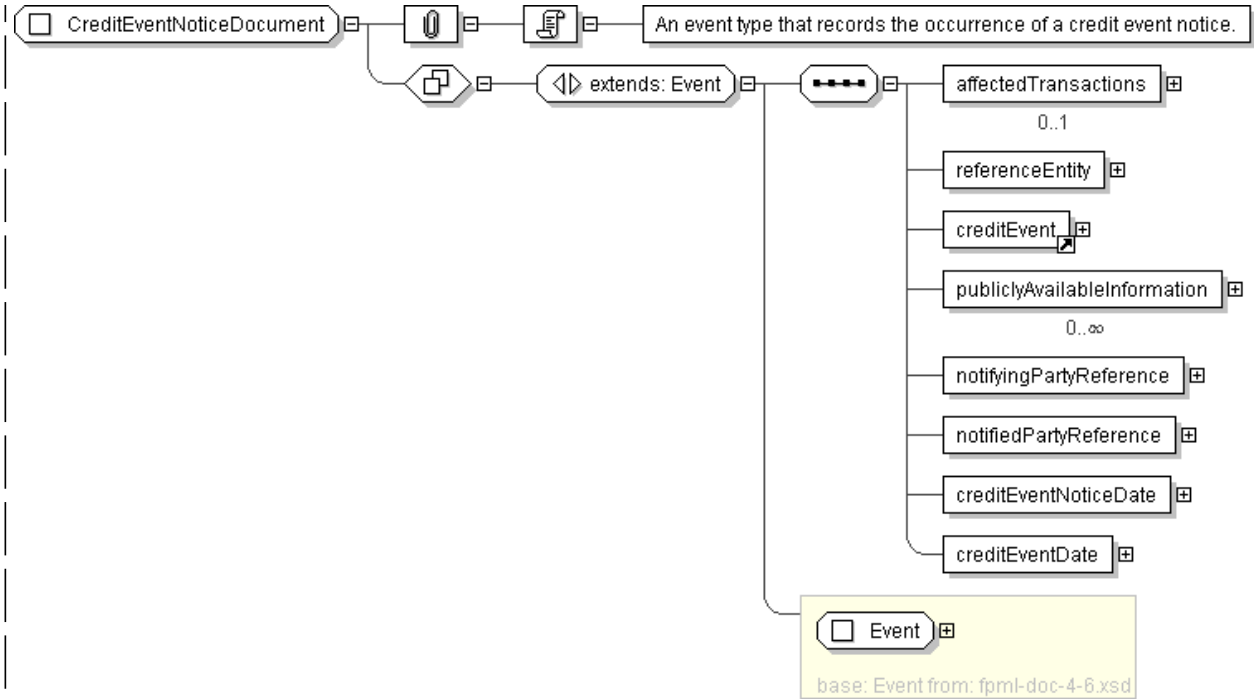 CreditEventNoticeDocument
An event type that records the occurrence of a credit event notice.
extends: Event
affectedTransactions
0..1
referenceEntity
creditEvent
publiclyAvailableInformation
0..∞
notifyingPartyReference
notifiedPartyReference
creditEventNoticeDate
creditEventDate
Event
base: Event from: fpml-doc-4-6.xsd